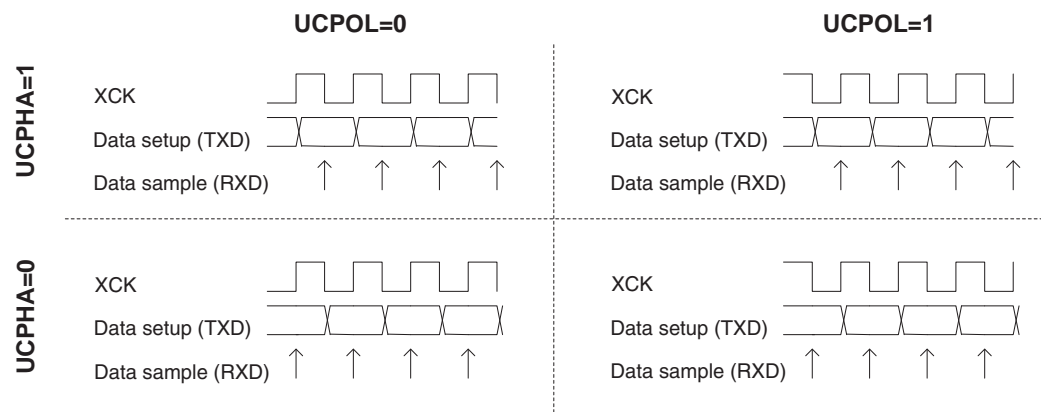 UCPOL=0 UCPOL=1
UCPHA=1
XCK
Data setup (TXD)
Data sample (RXD)
XCK
Data setup (TXD)
Data sample (RXD)
UCPHA=0
XCK
Data setup (TXD)
Data sample (RXD)
XCK
Data setup (TXD)
Data sample (RXD)